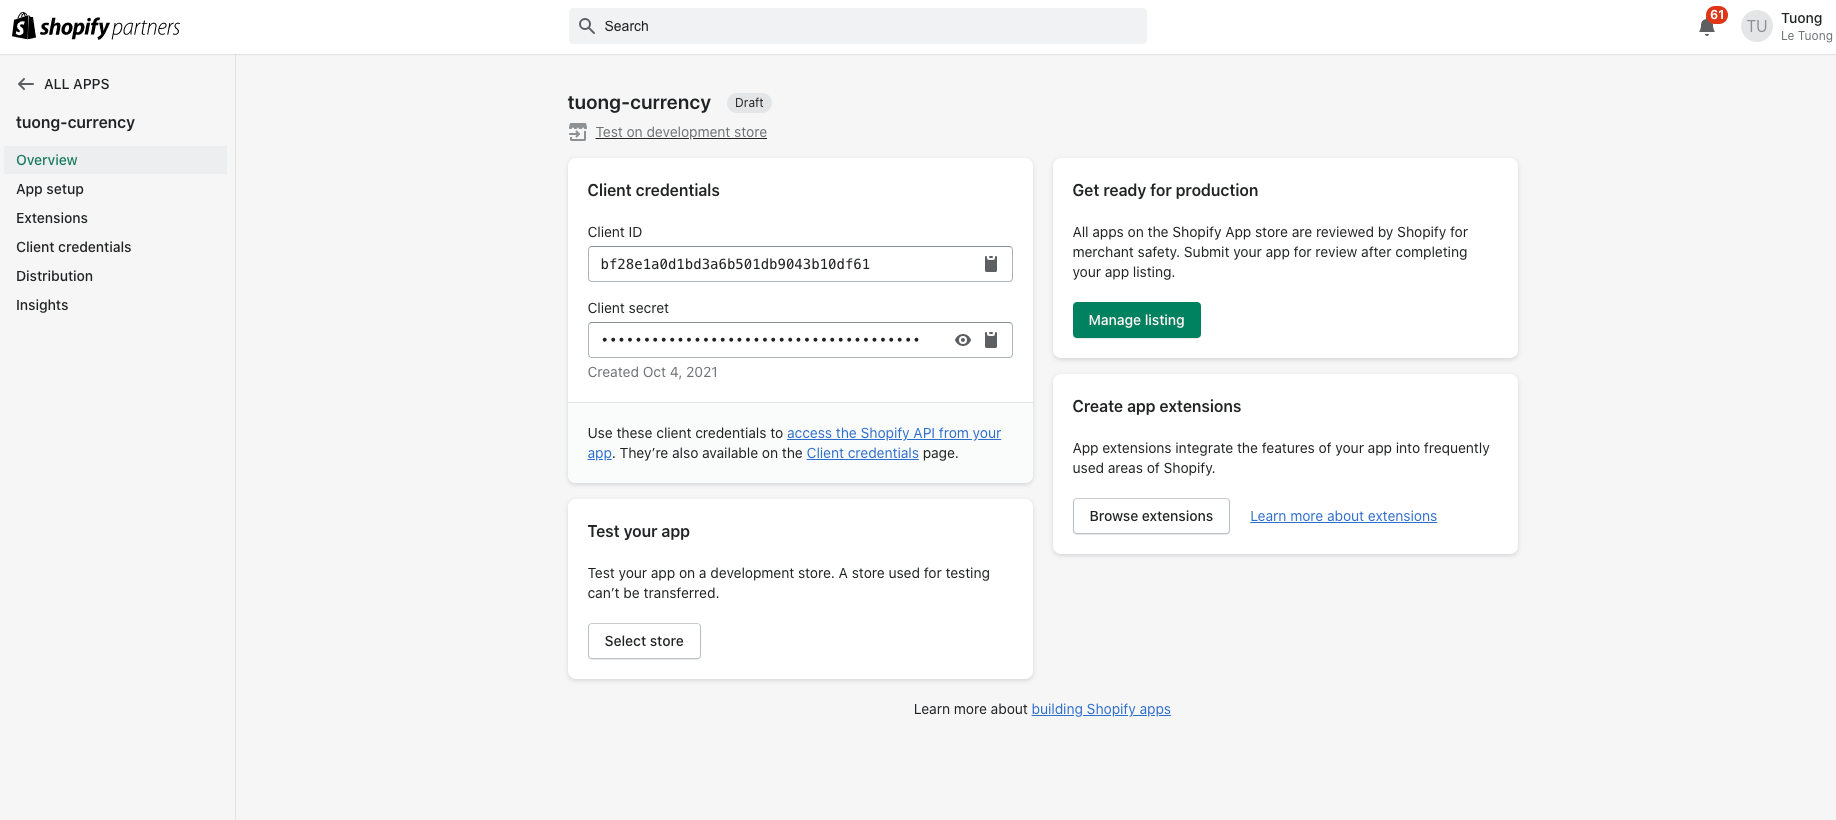 shopify partners
Search
61
TU
Tuong
Le Tuong
ALL APPS
tuong-currency
Overview
App setup
Extensions
Client credentials
Distribution
Insights
tuong-currency
Draft
Test on development store
Client credentials
Client ID
bf28e1a0d1bd3a6b501db9043b10df61
Client secret
••••••••••••••••••••••••••••••••••••••
Created Oct 4, 2021
Use these client credentials to access the Shopify API from your
app. They’re also available on the Client credentials page.
Test your app
Test your app on a development store. A store used for testing
can’t be transferred.
Select store
Get ready for production
All apps on the Shopify App store are reviewed by Shopify for
merchant safety. Submit your app for review after completing
your app listing.
Manage listing
Create app extensions
App extensions integrate the features of your app into frequently
used areas of Shopify.
Browse extensions
Learn more about extensions
Learn more about building Shopify apps